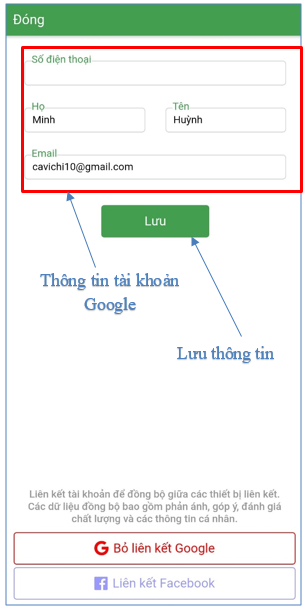 Đóng
Số điện thoại
Họ
Tên
Minh
Huỳnh
Email
cavichi10@gmail.com
Lưu
Thông tin tài khoản
Google
Lưu thông tin
Liên kết tài khoản để đồng bộ giữa các thiết bị liên kết.
Các dữ liệu đồng bộ bao gồm phản ánh, góp ý, đánh giá
chất lượng và các thông tin cá nhân.
Bỏ liên kết Google
Liên kết Facebook